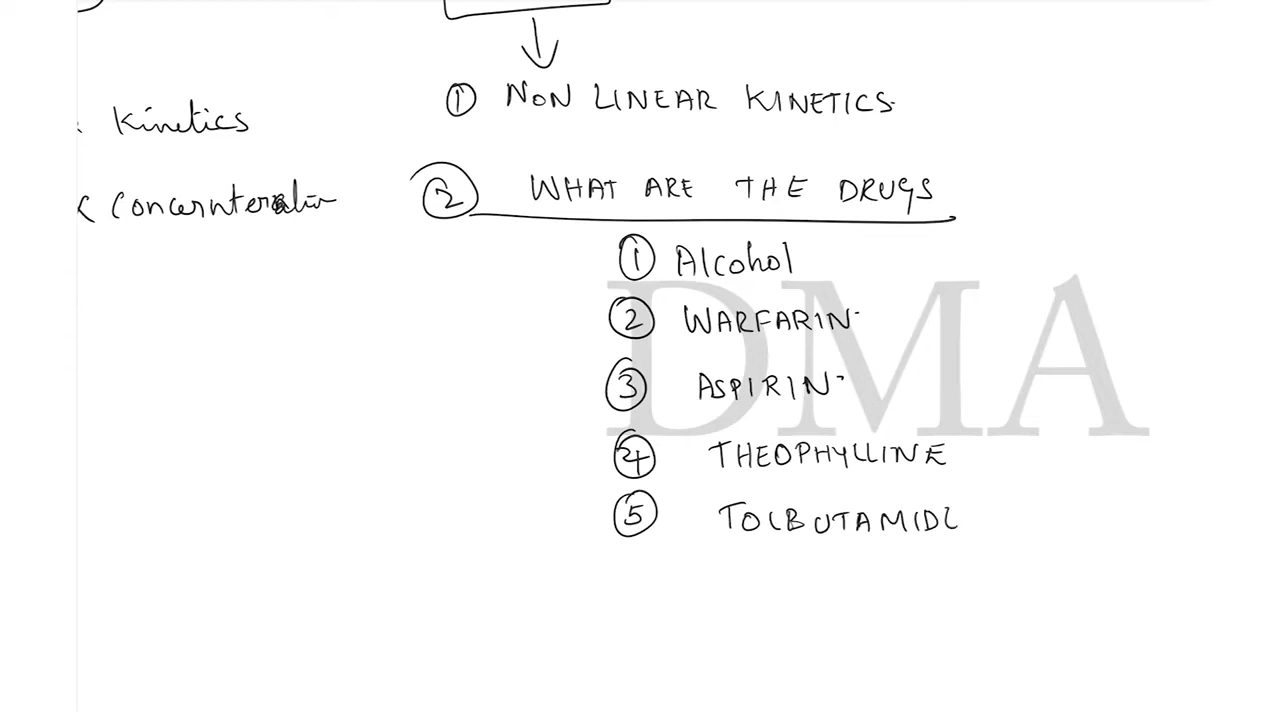 ① NON LINEAR KINETICS
Kinetics
② WHAT ARE THE DRUGS
① Alcohol
② WARFARIN
③ ASPIRIN
④ THEOPHYLLINE
⑤ TOLBUTAMIDE
DMA